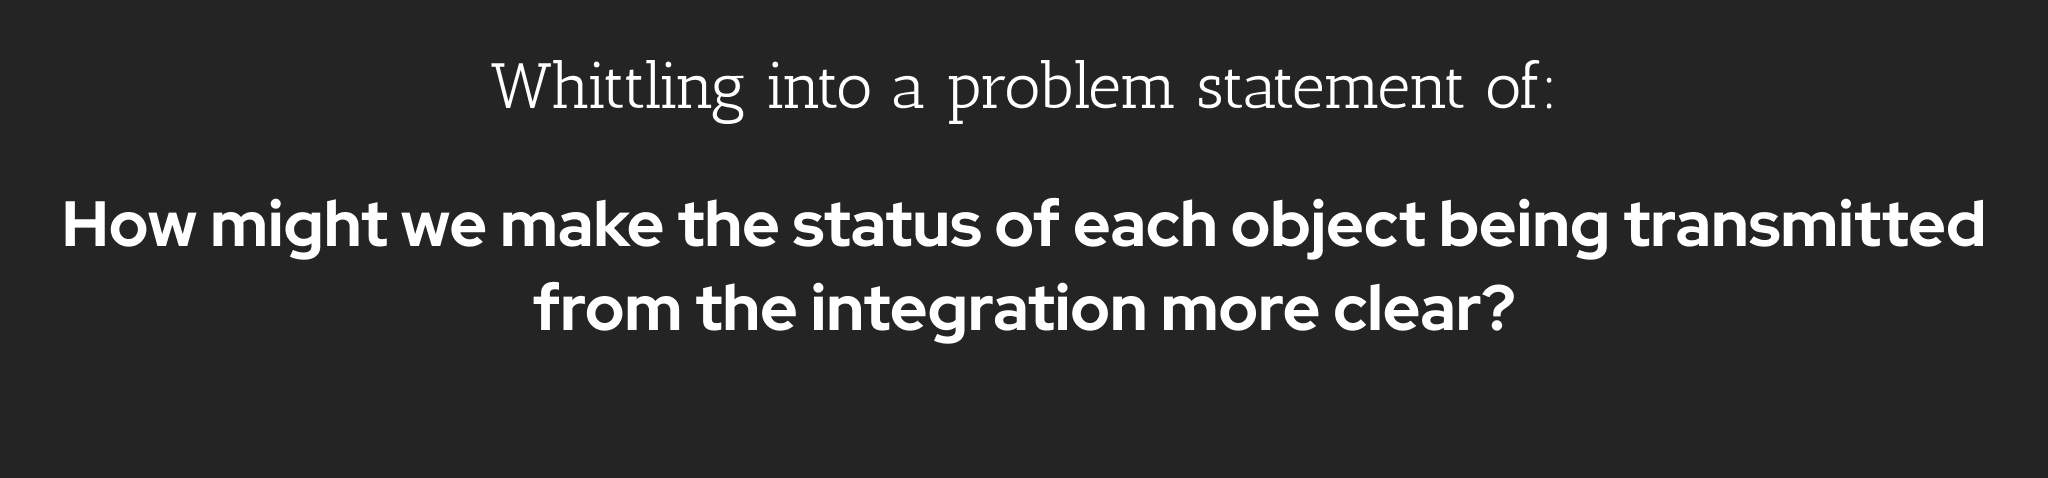 Whittling into a problem statement of:
How might we make the status of each object being transmitted
from the integration more clear?